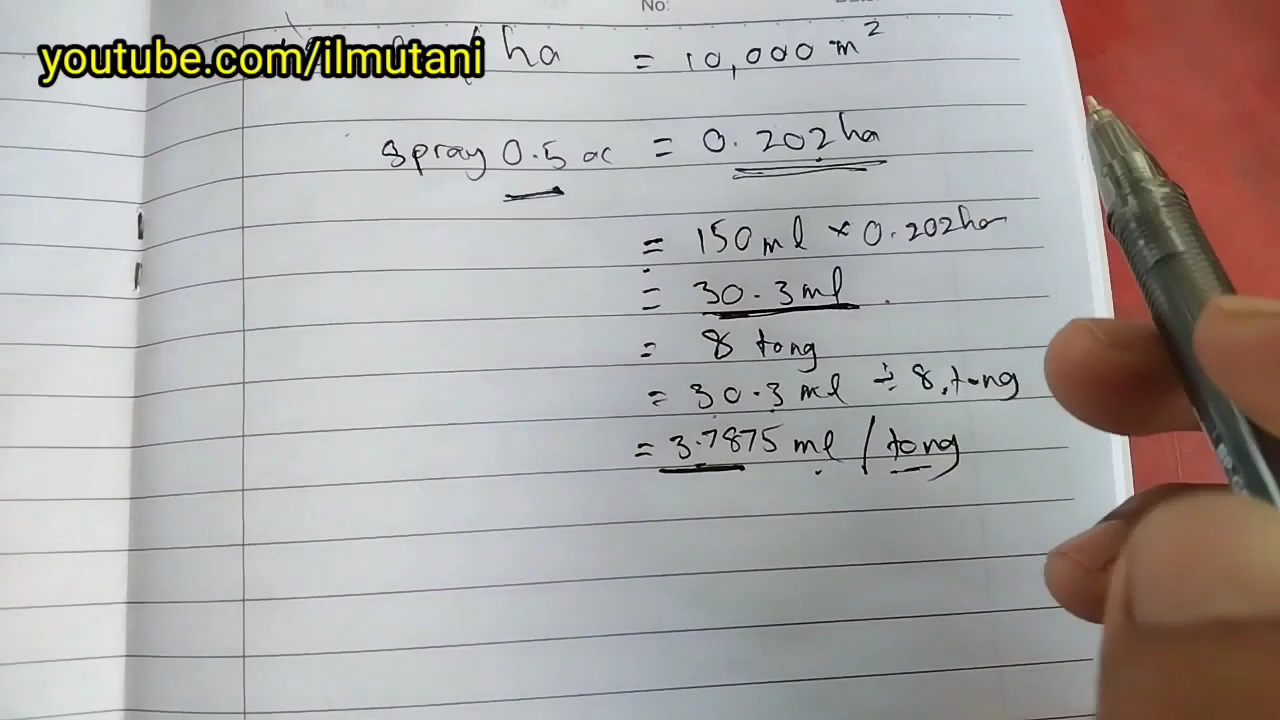 No:
youtube.com/ilmutani
ha = 10,000 m²
spray 0.5 ac = 0.202 ha
= 150 ml × 0.202 ha
= 30.3 ml
= 8 tong
= 30.3 ml ÷ 8 tong
= 3.7875 ml / tong